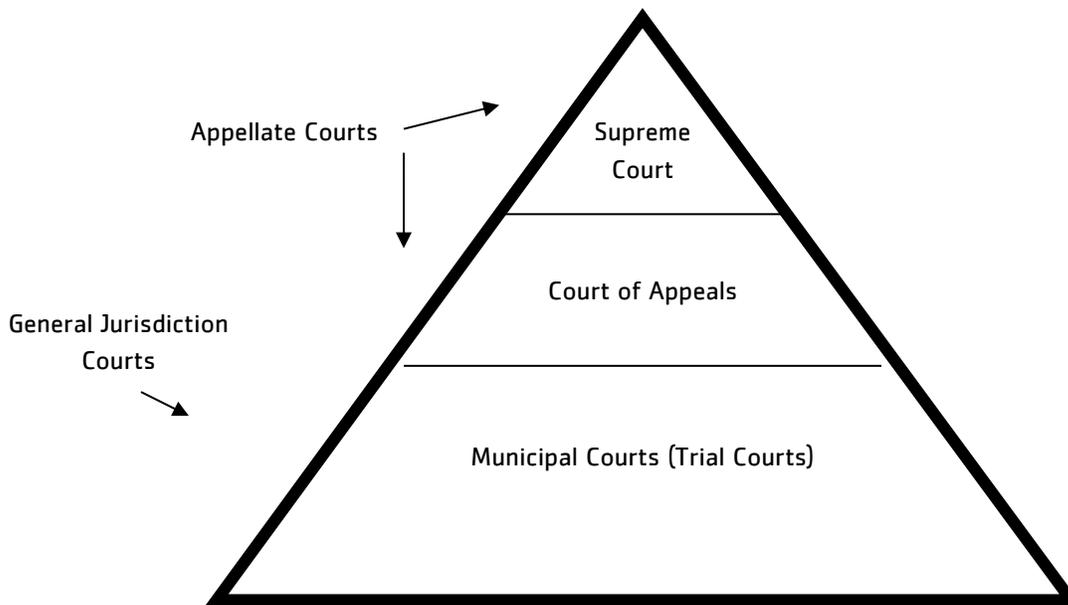 Appellate Courts
Supreme
Court
Court of Appeals
General Jurisdiction
Courts
Municipal Courts (Trial Courts)